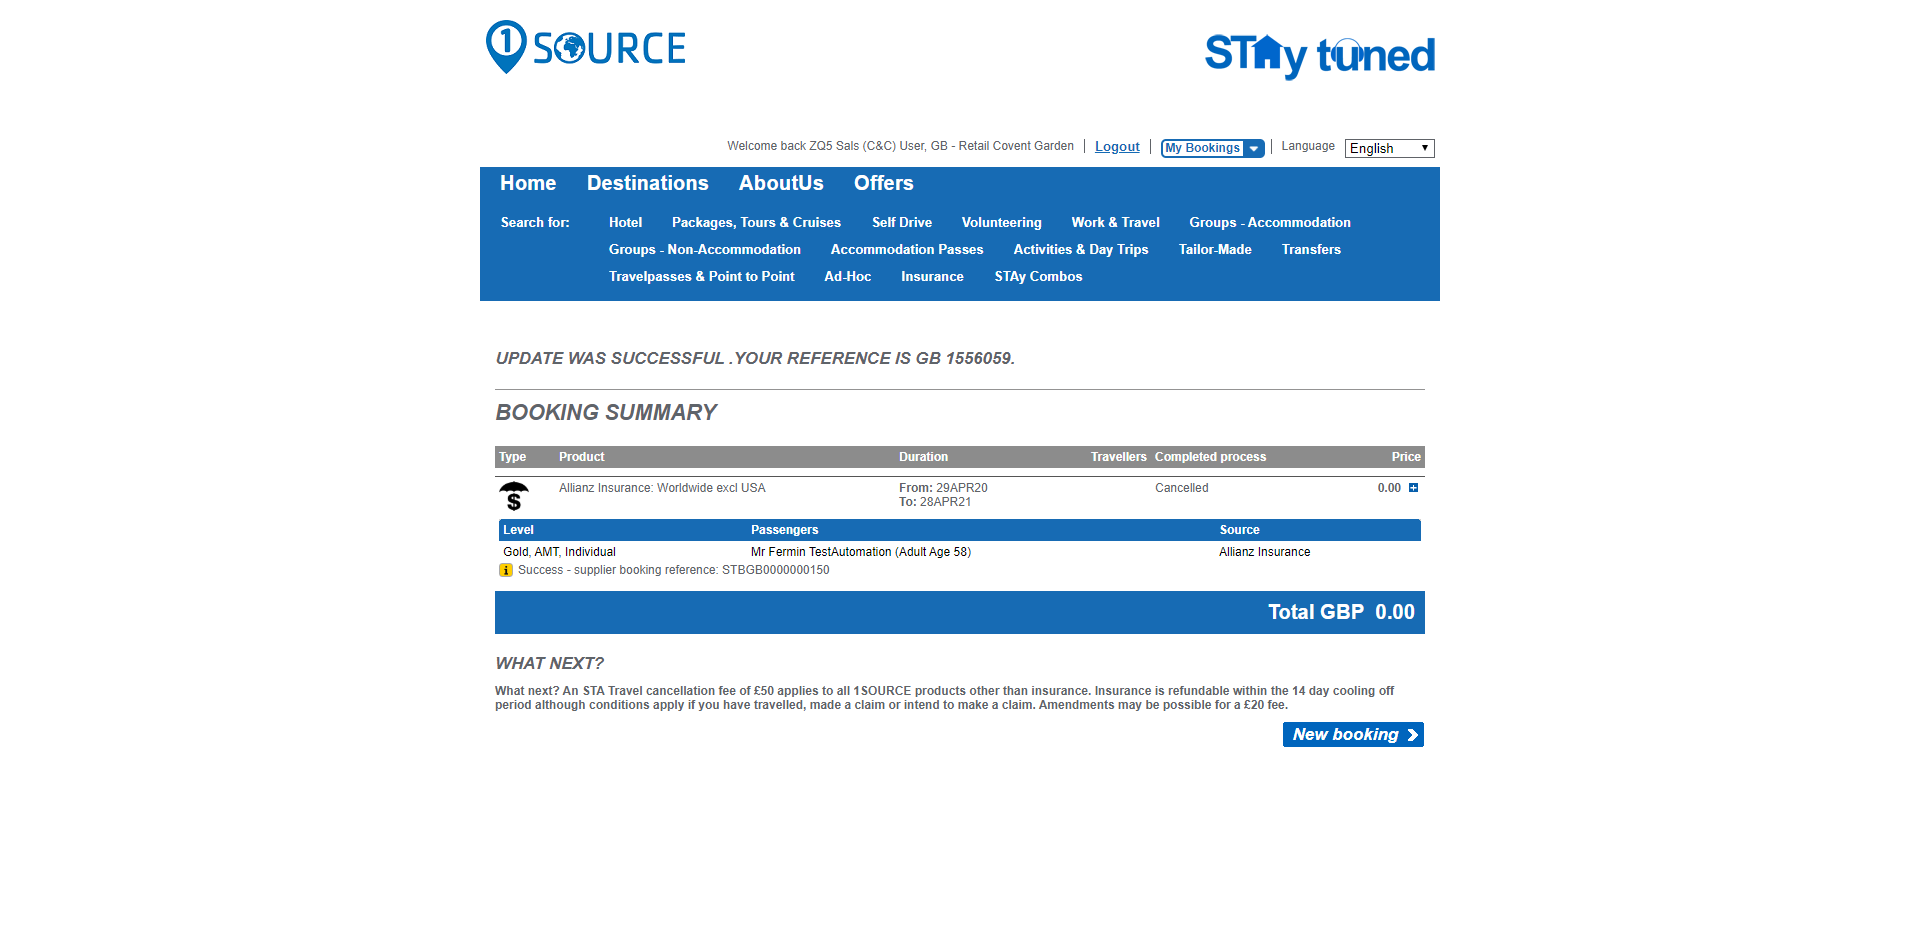 1 SOURCE
STAy tuned
Welcome back ZQ5 Sals (C&C) User, GB - Retail Covent Garden Logout My Bookings Language English
Home Destinations AboutUs Offers
Search for: Hotel Packages, Tours & Cruises Self Drive Volunteering Work & Travel Groups - Accommodation
Groups - Non-Accommodation Accommodation Passes Activities & Day Trips Tailor-Made Transfers
Travelpasses & Point to Point Ad-Hoc Insurance STAy Combos
UPDATE WAS SUCCESSFUL .YOUR REFERENCE IS GB 1556059.
BOOKING SUMMARY
Type Product Duration Travellers Completed process Price
$ Allianz Insurance: Worldwide excl USA From: 29APR20 Cancelled 0.00
To: 28APR21
Level Passengers Source
Gold, AMT, Individual Mr Fermin TestAutomation (Adult Age 58) Allianz Insurance
i Success - supplier booking reference: STBGB0000000150
Total GBP 0.00
WHAT NEXT?
What next? An STA Travel cancellation fee of £50 applies to all 1SOURCE products other than insurance. Insurance is refundable within the 14 day cooling off
period although conditions apply if you have travelled, made a claim or intend to make a claim. Amendments may be possible for a £20 fee.
New booking